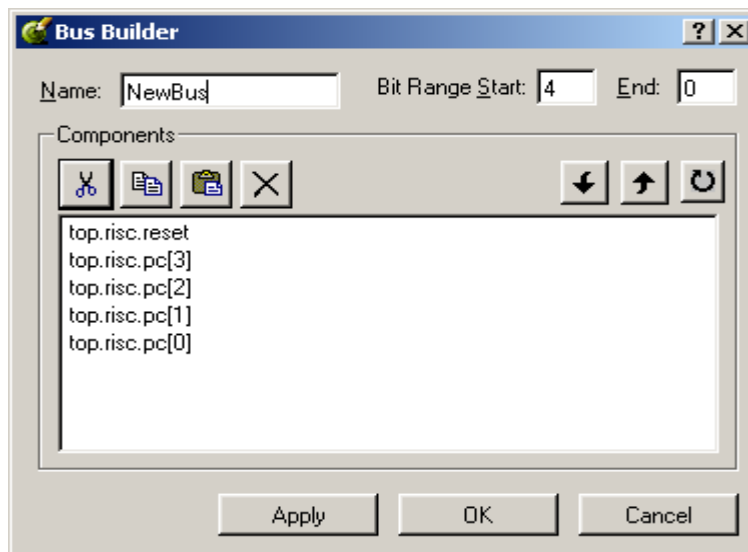 Bus Builder
Name: NewBus Bit Range Start: 4 End: 0
Components
top.risc.reset
top.risc.pc[3]
top.risc.pc[2]
top.risc.pc[1]
top.risc.pc[0]
Apply OK Cancel